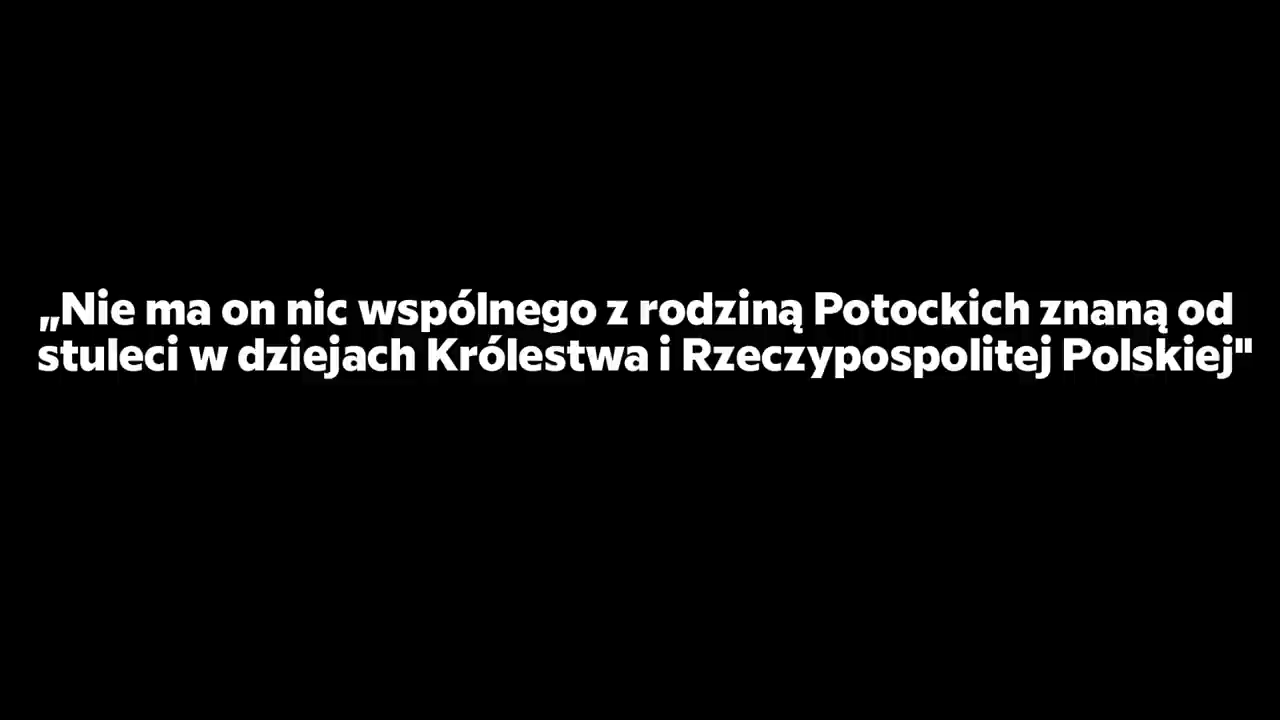 „Nie ma on nic wspólnego z rodziną Potockich znaną od
stuleci w dziejach Królestwa i Rzeczypospolitej Polskiej"